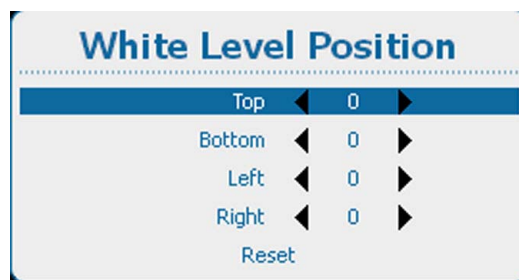 White Level Position
Top 0
Bottom 0
Left 0
Right 0
Reset